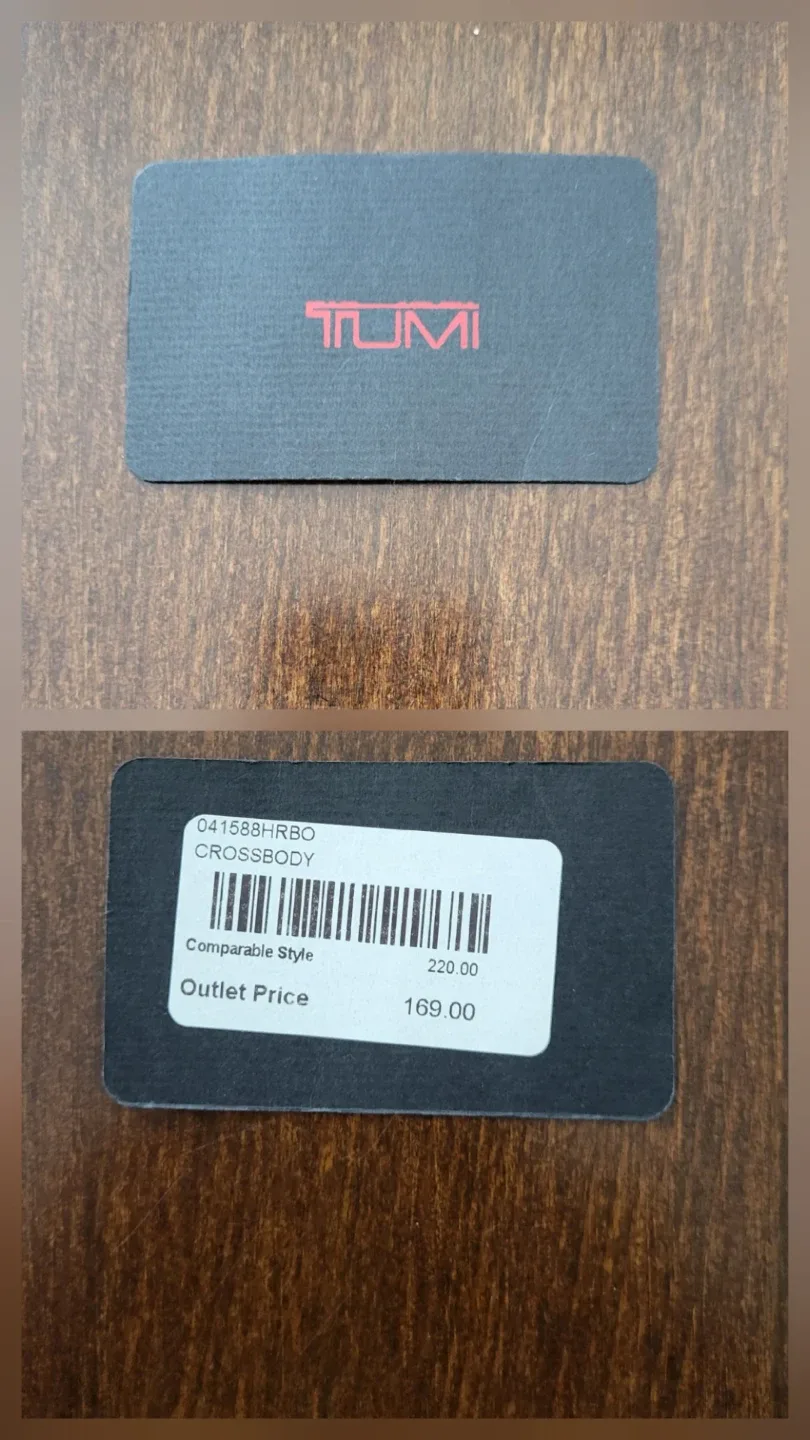 TUMI
041588HRBO
CROSSBODY
Comparable Style 220.00
Outlet Price 169.00